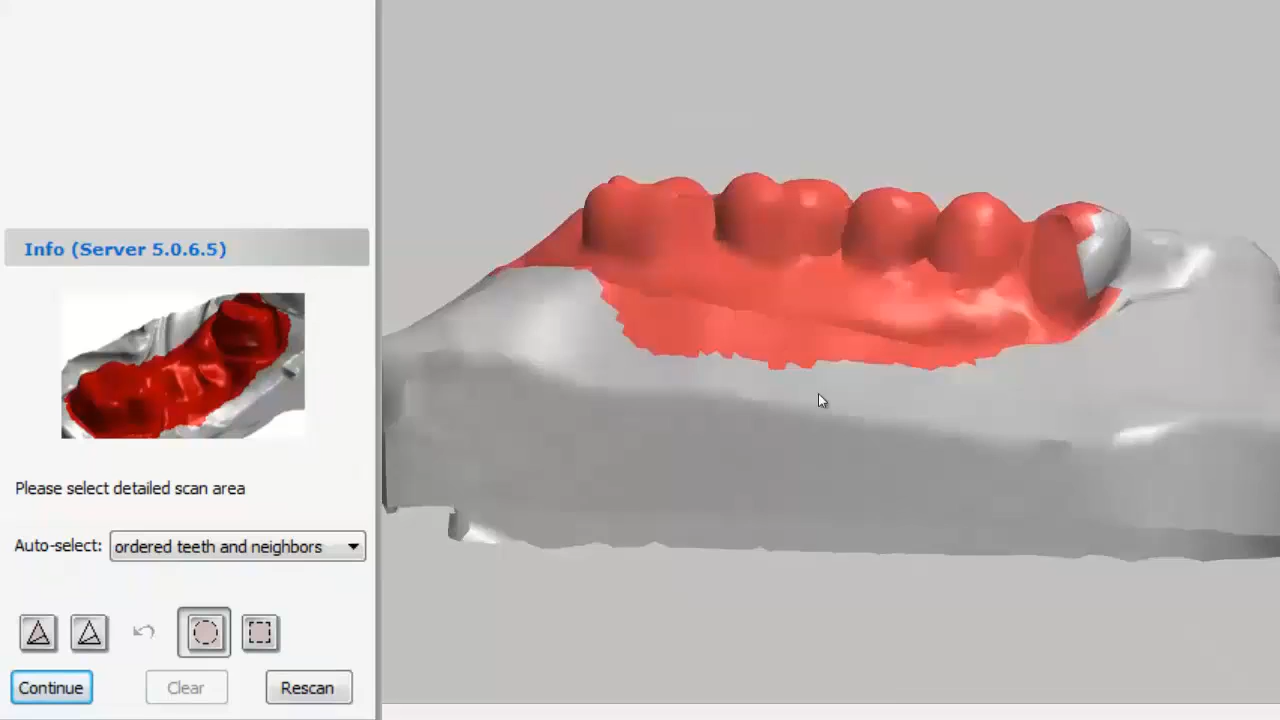 Info (Server 5.0.6.5)
Please select detailed scan area
Auto-select: ordered teeth and neighbors
Continue Clear Rescan